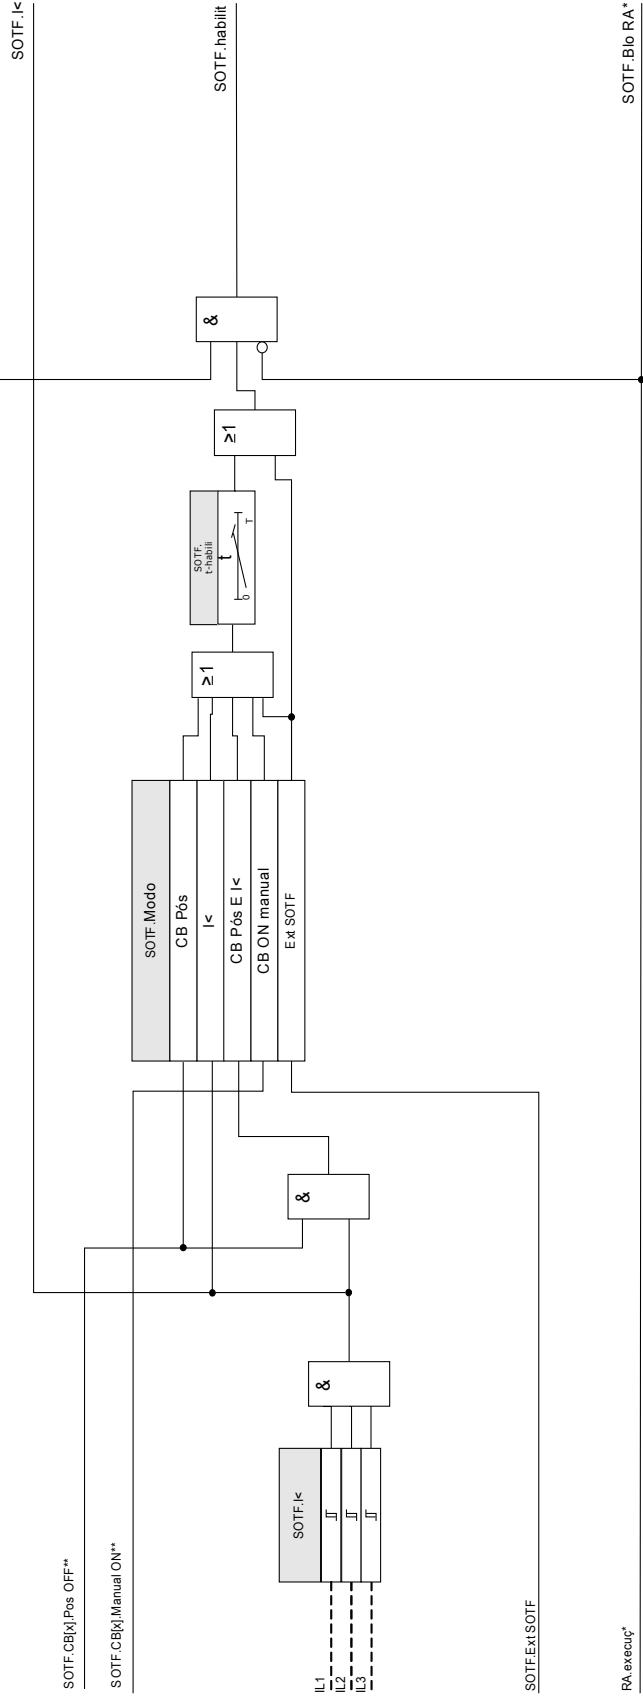 SOTF.CB[x].Pos OFF**
SOTF.CB[x].Manual ON**
SOTF.I<
IL1
IL2
IL3
&
&
SOTF.Ext SOTF
RA.execuç*
SOTF.Modo
CB Pós
I<
CB Pós E I<
CB ON manual
Ext SOTF
≥1
SOTF.
t-habili
t
0
T
≥1
&
SOTF.I<
SOTF.habilit
SOTF.Blo RA*